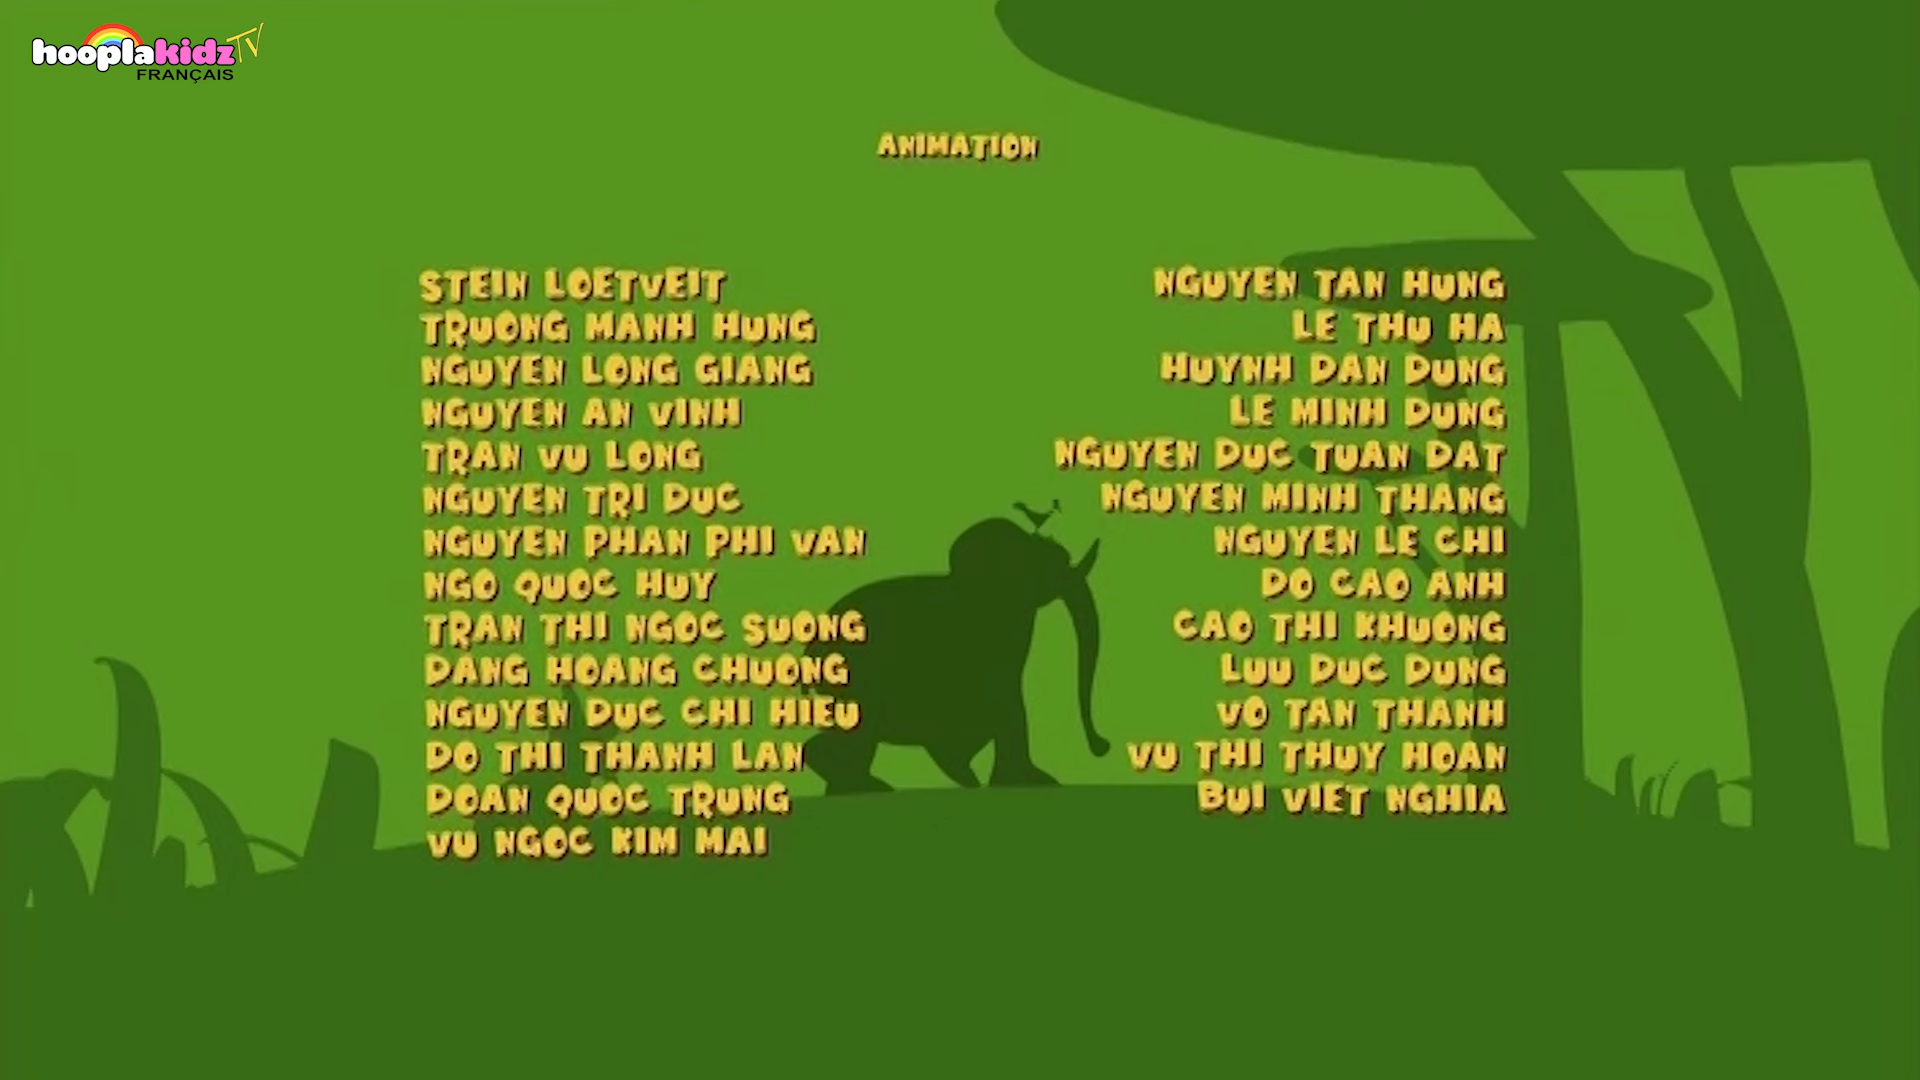 hooplakidz TV
FRANÇAIS
ANIMATION
STEIN LOETVEIT
TRUONG MANH HUNG
NGUYEN LONG GIANG
NGUYEN AN VINH
TRAN VU LONG
NGUYEN TRI DUC
NGUYEN PHAN PHI VAN
NGO QUOC HUY
TRAN THI NGOC SUONG
DANG HOANG CHUONG
NGUYEN DUC CHI HIEU
DO THI THANH LAN
DOAN QUOC TRUNG
VU NGOC KIM MAI
NGUYEN TAN HUNG
LE THU HA
HUYNH DAN DUNG
LE MINH DUNG
NGUYEN DUC TUAN DAT
NGUYEN MINH THANG
NGUYEN LE CHI
DO CAO ANH
CAO THI KHUONG
LUU DUC DUNG
VO TAN THANH
VU THI THUY HOAN
BUI VIET NGHIA